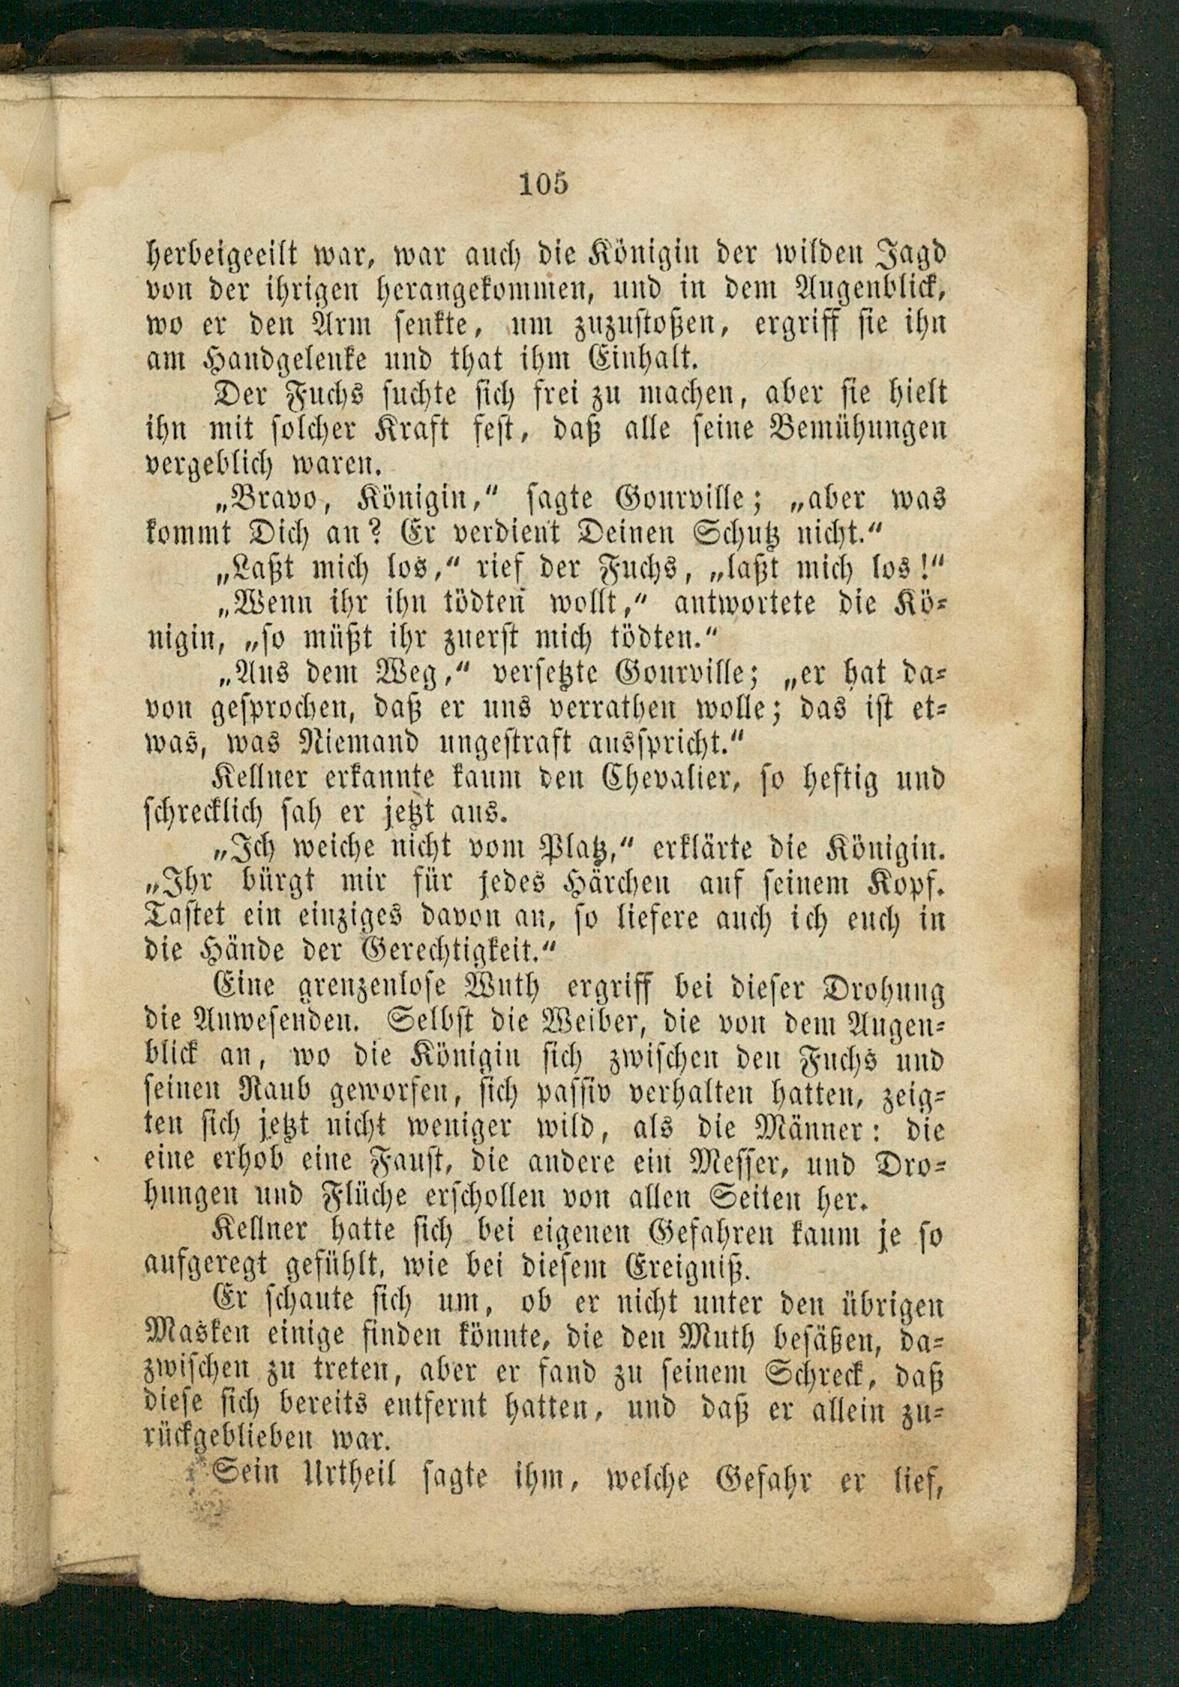 105
herbeigeeilt war, war auch die Königin der wilden Jagd
von der ihrigen herangekommen, und in dem Augenblick,
wo er den Arm senkte, um zuzustoßen, ergriff sie ihn
am Handgelenke und that ihm Einhalt.
Der Fuchs suchte sich frei zu machen, aber sie hielt
ihn mit solcher Kraft fest, daß alle seine Bemühungen
vergeblich waren.
„Bravo, Königin,“ sagte Gourville; „aber was
kommt Dich an? Er verdient Deinen Schutz nicht.“
„Laßt mich los,“ rief der Fuchs, „laßt mich los!“
„Wenn ihr ihn tödten wollt,“ antwortete die Kö-
nigin, „so müßt ihr zuerst mich tödten.“
„Aus dem Weg,“ versetzte Gourville; „er hat da-
von gesprochen, daß er uns verrathen wolle; das ist et-
was, was Niemand ungestraft ausspricht.“
Kellner erkannte kaum den Chevalier, so heftig und
schrecklich sah er jetzt aus.
„Ich weiche nicht vom Platz,“ erklärte die Königin.
„Ihr bürgt mir für jedes Härchen auf seinem Kopf.
Tastet ein einziges davon an, so liefere auch ich euch in
die Hände der Gerechtigkeit.“
Eine grenzenlose Wuth ergriff bei dieser Drohung
die Anwesenden. Selbst die Weiber, die von dem Augen-
blick an, wo die Königin sich zwischen den Fuchs und
seinen Raub geworfen, sich passiv verhalten hatten, zeig-
ten sich jetzt nicht weniger wild, als die Männer: die
eine erhob eine Faust, die andere ein Messer, und Dro-
hungen und Flüche erschollen von allen Seiten her.
Kellner hatte sich bei eigenen Gefahren kaum je so
aufgeregt gefühlt, wie bei diesem Ereigniß.
Er schaute sich um, ob er nicht unter den übrigen
Masken einige finden könnte, die den Muth besäßen, da-
zwischen zu treten, aber er fand zu seinem Schreck, daß
diese sich bereits entfernt hatten, und daß er allein zu-
rückgeblieben war.
Sein Urtheil sagte ihm, welche Gefahr er lief,